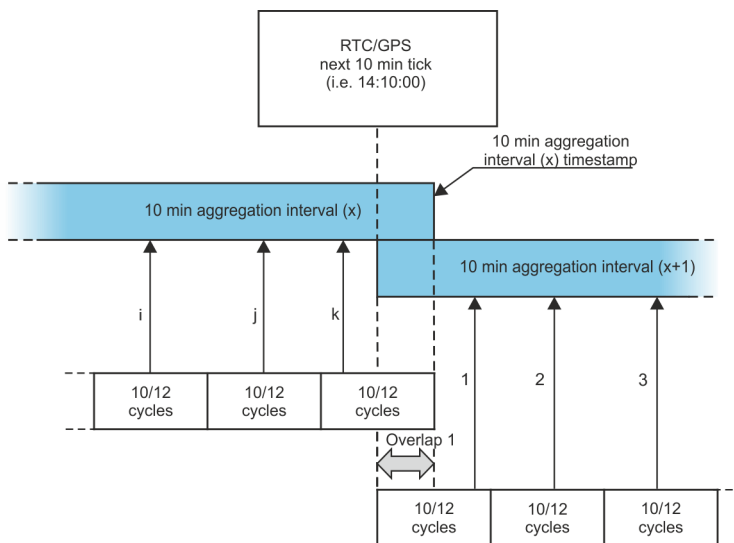 RTC/GPS
next 10 min tick
(i.e. 14:10:00)
10 min aggregation
interval (x) timestamp
10 min aggregation interval (x)
10 min aggregation interval (x+1)
i
j
k
1
2
3
10/12
cycles
10/12
cycles
10/12
cycles
Overlap 1
10/12
cycles
10/12
cycles
10/12
cycles